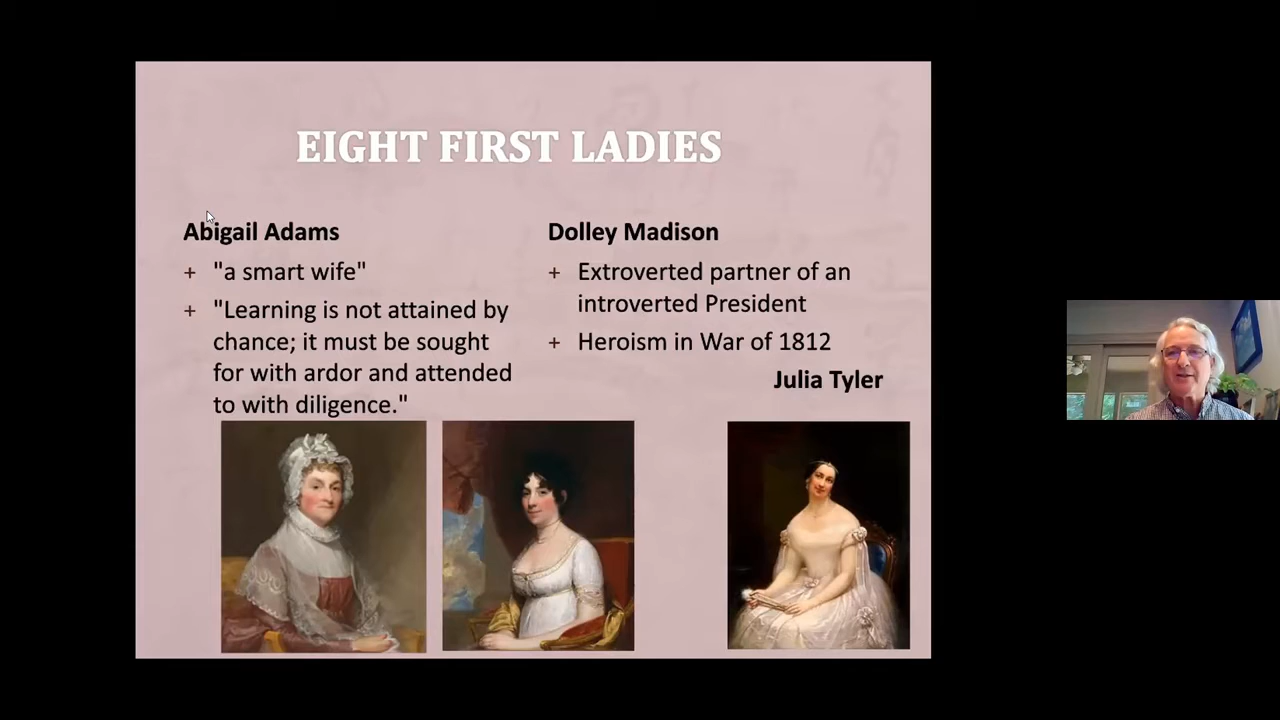 EIGHT FIRST LADIES
Abigail Adams
+ "a smart wife"
+ "Learning is not attained by
chance; it must be sought
for with ardor and attended
to with diligence."
Dolley Madison
+ Extroverted partner of an
introverted President
+ Heroism in War of 1812
Julia Tyler